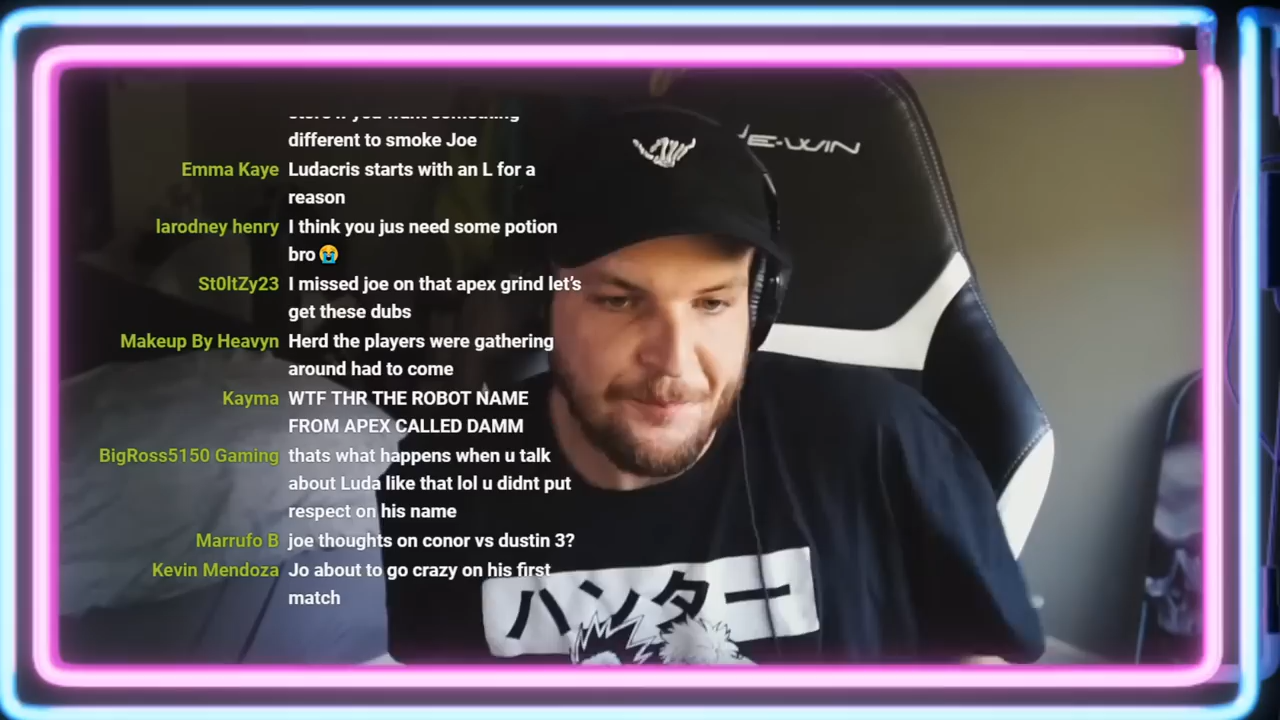 different to smoke Joe
Emma Kaye Ludacris starts with an L for a
reason
larodney henry I think you jus need some potion
bro😭
St0ltZy23 I missed joe on that apex grind let's
get these dubs
Makeup By Heavyn Herd the players were gathering
around had to come
Kayma WTF THR THE ROBOT NAME
FROM APEX CALLED DAMM
BigRoss5150 Gaming thats what happens when u talk
about Luda like that lol u didnt put
respect on his name
Marrufo B joe thoughts on conor vs dustin 3?
Kevin Mendoza Jo about to go crazy on his first
match
E-WIN
ハンター